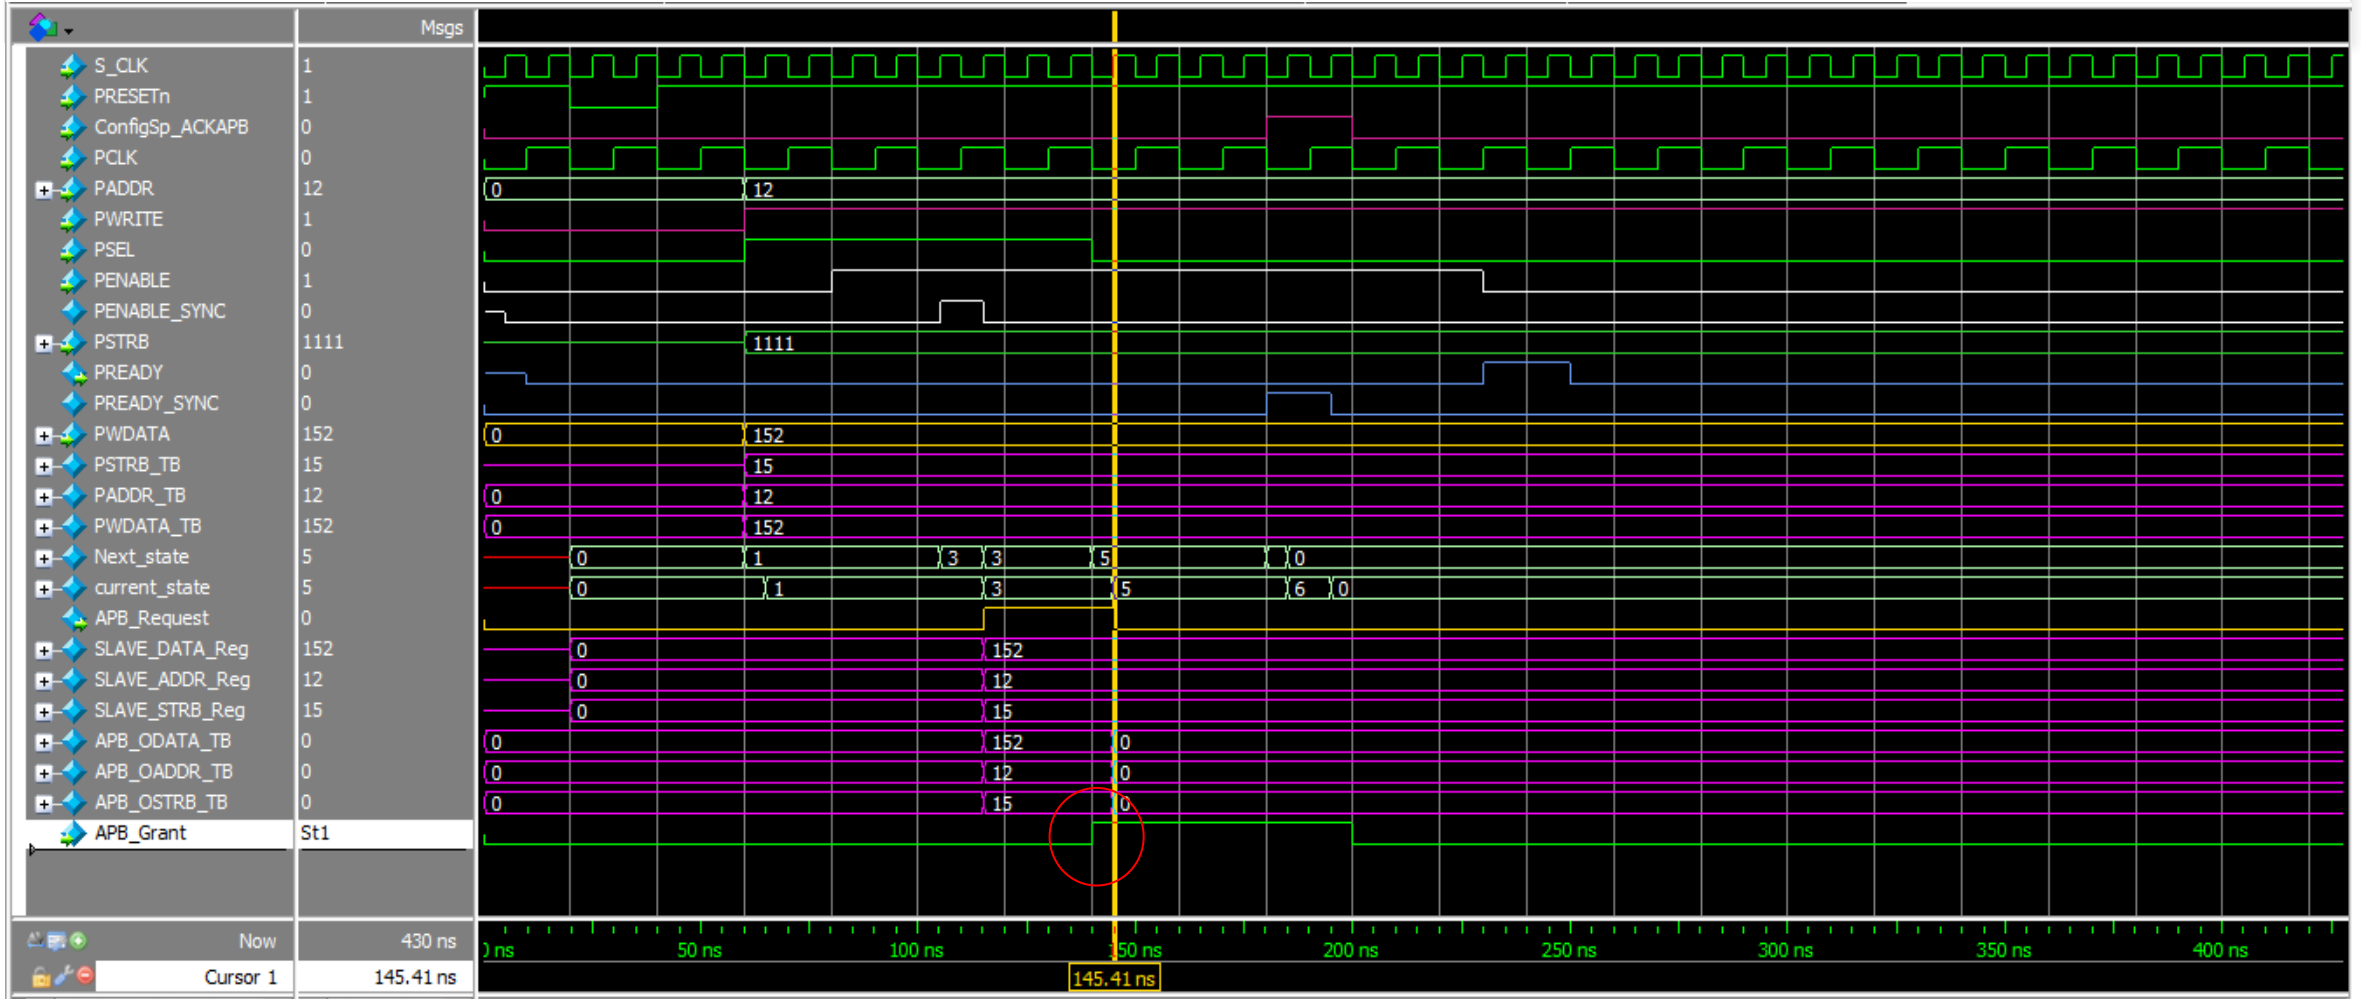 Msgs
S_CLK 1
PRESETn 1
ConfigSp_ACKAPB 0
PCLK 0
PADDR 12 0 12
PWRITE 1
PSEL 0
PENABLE 1
PENABLE_SYNC 0
PSTRB 1111 1111
PREADY 0
PREADY_SYNC 0
PWDATA 152 0 152
PSTRB_TB 15 15
PADDR_TB 12 0 12
PWDATA_TB 152 0 152
Next_state 5 0 1 3 3 5 0
current_state 5 0 1 3 5 6 0
APB_Request 0
SLAVE_DATA_Reg 152 0 152
SLAVE_ADDR_Reg 12 0 12
SLAVE_STRB_Reg 15 0 15
APB_ODATA_TB 0 0 152 0
APB_OADDR_TB 0 0 12 0
APB_OSTRB_TB 0 0 15 0
APB_Grant St1
Now 430 ns 0 ns 50 ns 100 ns 150 ns 200 ns 250 ns 300 ns 350 ns 400 ns
Cursor 1 145.41 ns 145.41 ns